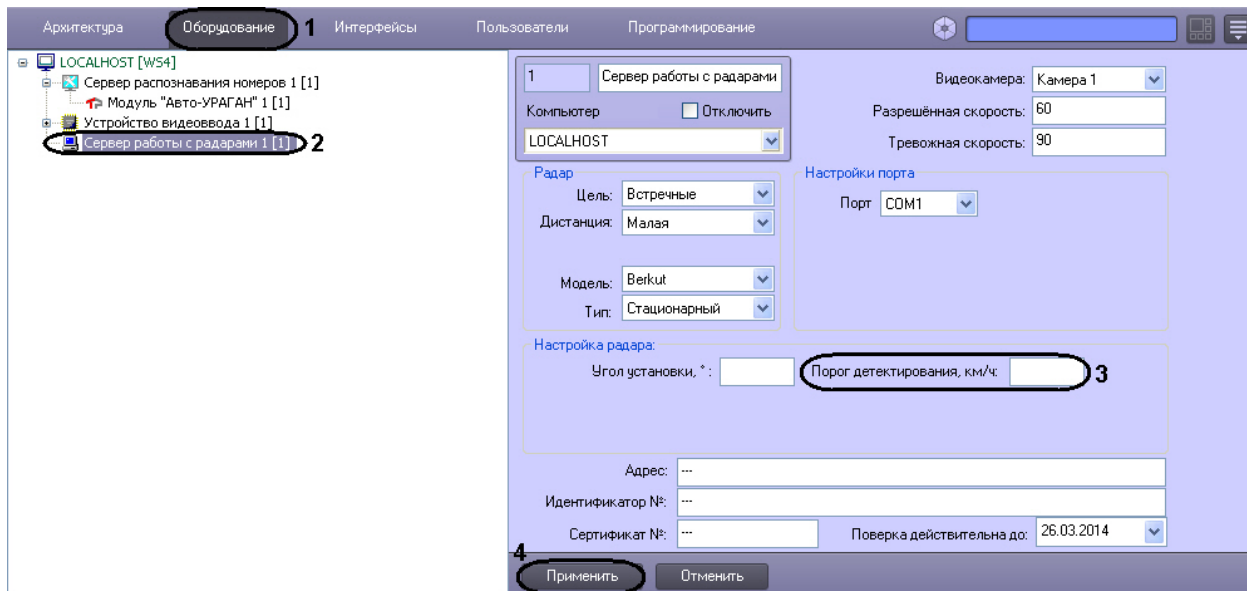 Архитектура Оборудование 1 Интерфейсы Пользователи Программирование
LOCALHOST [WS4]
Сервер распознавания номеров 1 [1]
Модуль "Авто-УРАГАН" 1 [1]
Устройство видеоввода 1 [1]
Сервер работы с радарами 1 [1] 2
1 Сервер работы с радарами
Компьютер Отключить
LOCALHOST
Видеокамера: Камера 1
Разрешённая скорость: 60
Тревожная скорость: 90
Радар
Цель: Встречные
Дистанция: Малая
Модель: Berkut
Тип: Стационарный
Настройки порта
Порт COM1
Настройка радара:
Угол установки, ° : Порог детектирования, км/ч: 3
Адрес: ---
Идентификатор №: ---
Сертификат №: --- Поверка действительна до: 26.03.2014
4
Применить Отменить